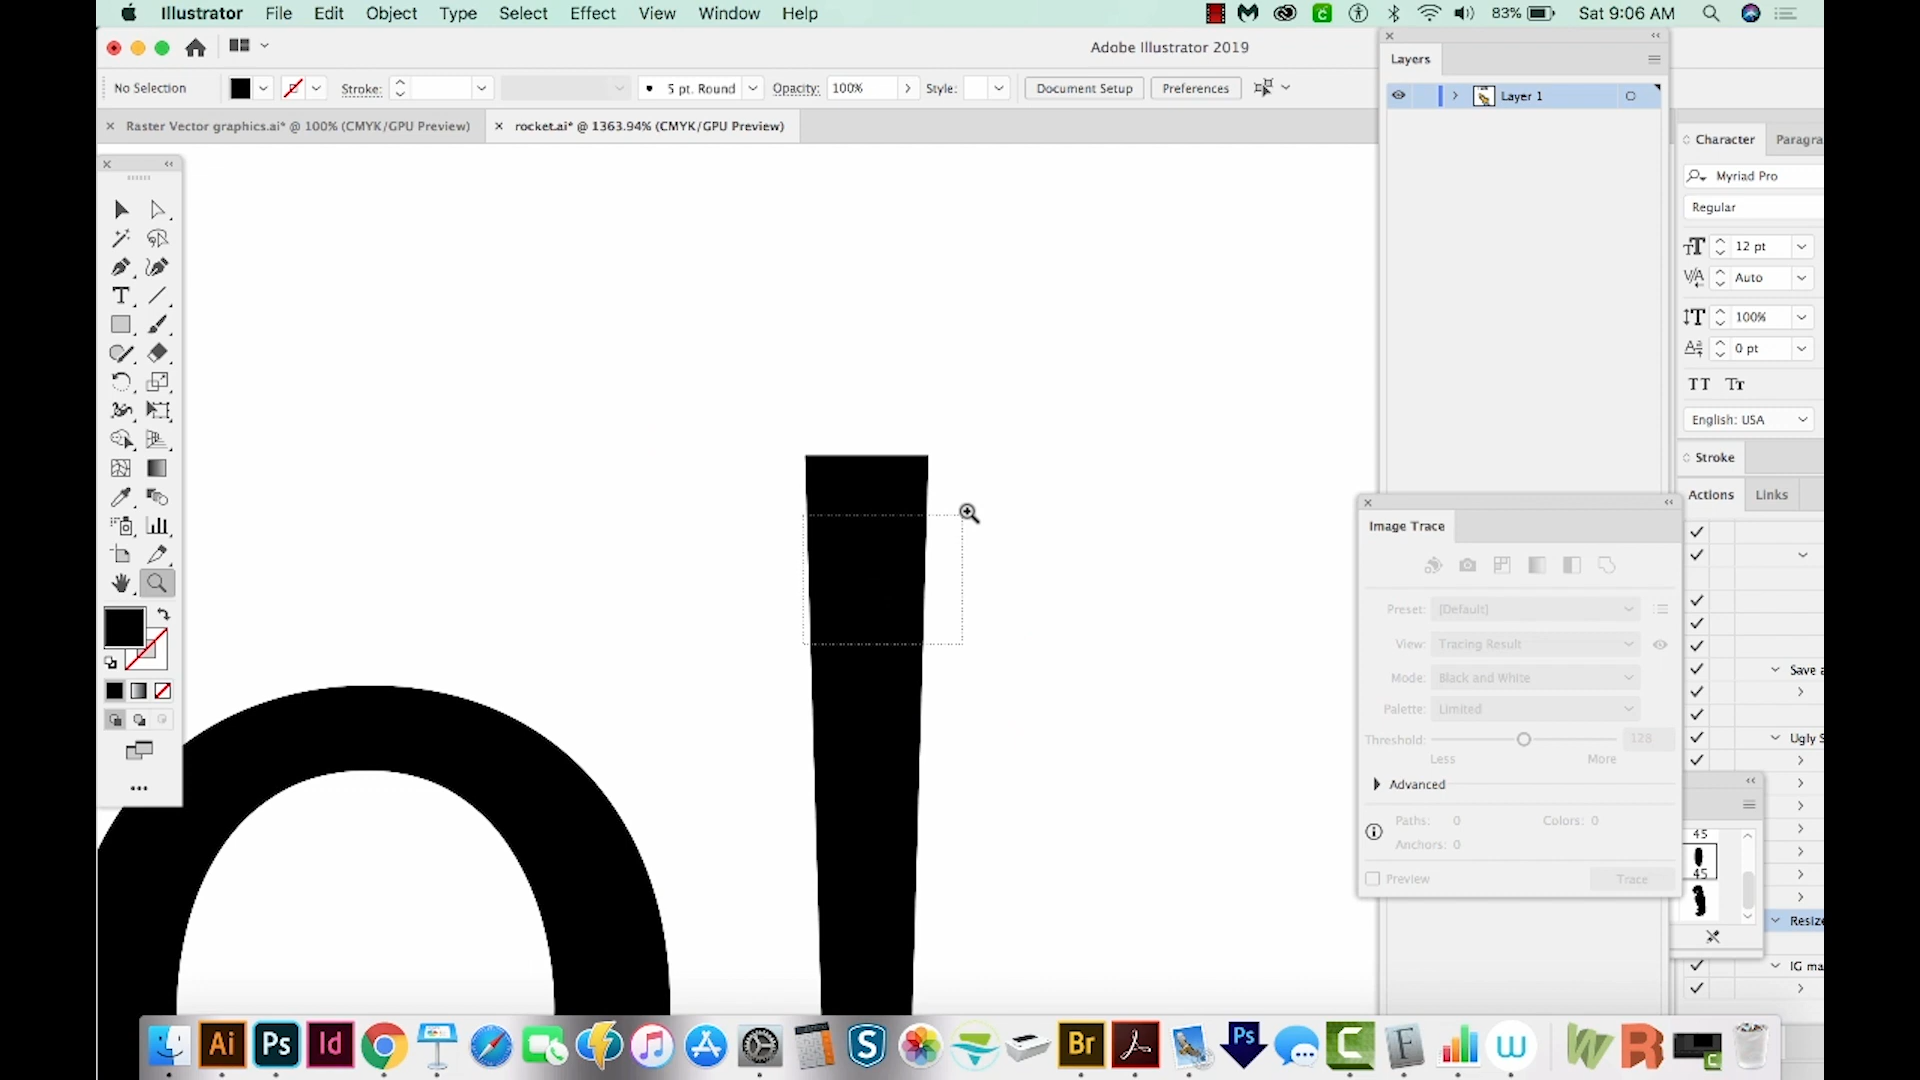 Illustrator File Edit Object Type Select Effect View Window Help 83% Sat 9:06 AM
Adobe Illustrator 2019
No Selection Stroke: 5 pt. Round Opacity: 100% Style: Document Setup Preferences
Raster Vector graphics.ai* @ 100% (CMYK/GPU Preview) rocket.ai* @ 1363.94% (CMYK/GPU Preview)
Layers
Layer 1
Character Paragra
Myriad Pro
Regular
12 pt
Auto
100%
0 pt
TT Tr
English: USA
Stroke
Actions Links
Image Trace
Preset: [Default]
View: Tracing Result
Mode: Black and White
Palette: Limited
Threshold: 128
Less More
Advanced
Paths: 0 Colors: 0
Anchors: 0
Preview Trace
Save a
Ugly S
45
45
Resize
IG ma
o!
Ai Ps Id S Br Ps C F W R C